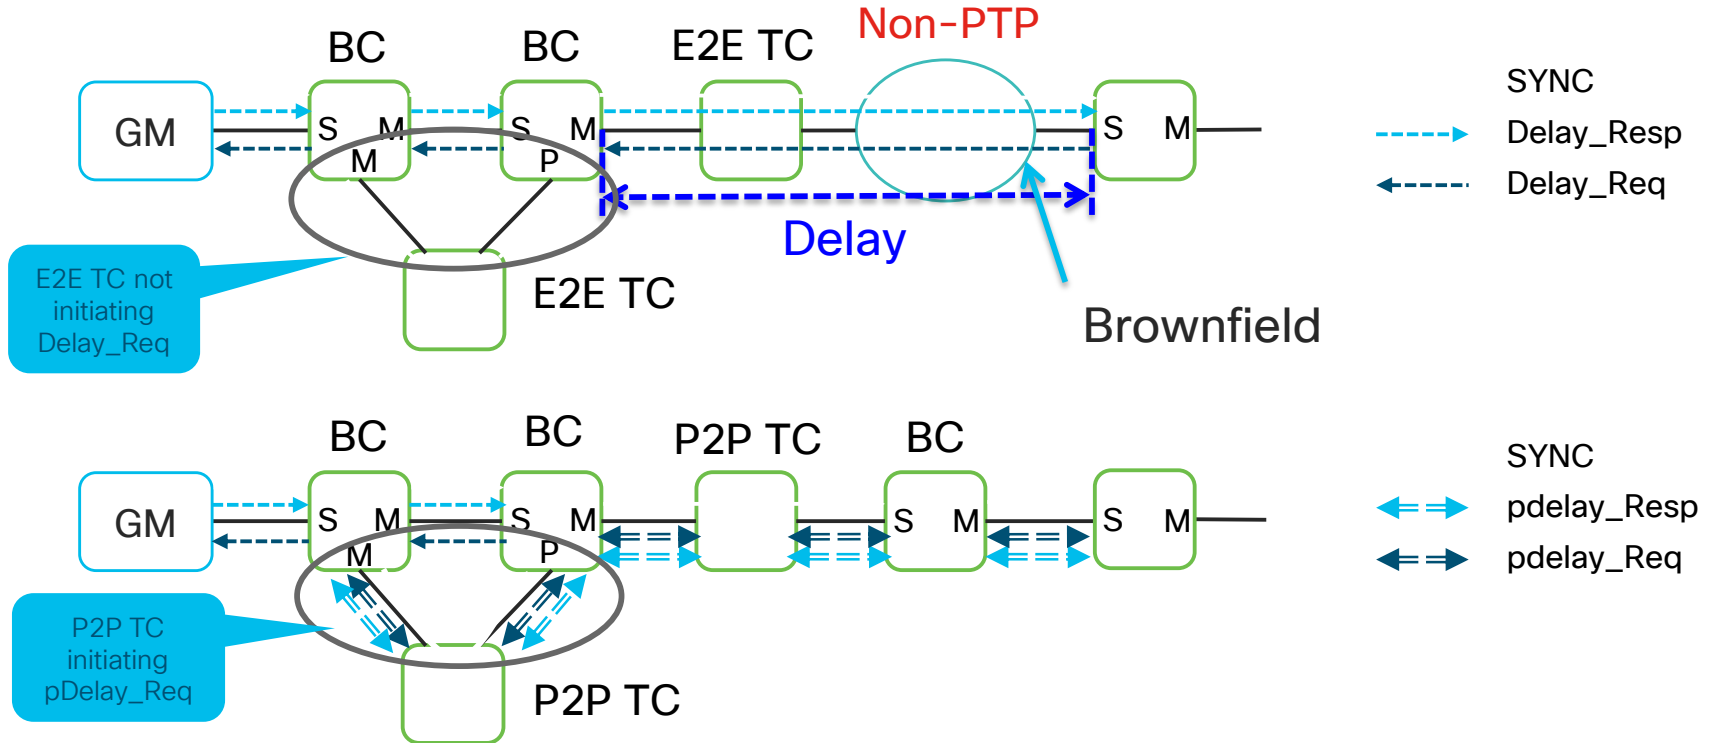 Non-PTP
BC
BC
E2E TC
SYNC
GM
S
M
S
M
S
M
Delay_Resp
M
P
Delay_Req
Delay
E2E TC not
initiating
Delay_Req
E2E TC
Brownfield
BC
BC
P2P TC
BC
SYNC
GM
S
M
S
M
S
M
S
M
pdelay_Resp
M
P
pdelay_Req
P2P TC
initiating
pDelay_Req
P2P TC